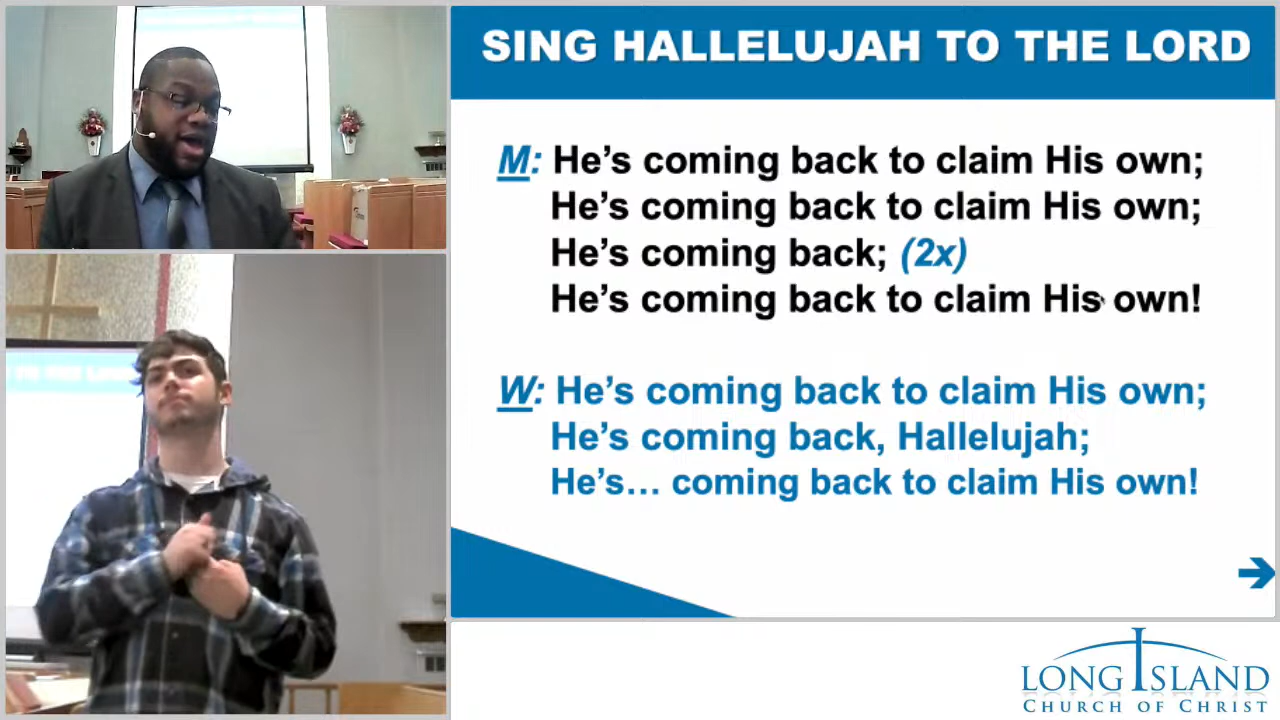 SING HALLELUJAH TO THE LORD
M: He’s coming back to claim His own;
He’s coming back to claim His own;
He’s coming back; (2x)
He’s coming back to claim His own!
W: He’s coming back to claim His own;
He’s coming back, Hallelujah;
He’s... coming back to claim His own!
LONG ISLAND
CHURCH OF CHRIST